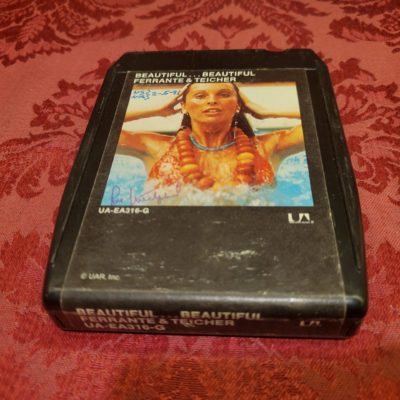 BEAUTIFUL...BEAUTIFUL
FERRANTE & TEICHER
UA-EA316-G
UA
© UAR, Inc.
BEAUTIFUL...BEAUTIFUL
FERRANTE & TEICHER
UA-EA316-G
UA